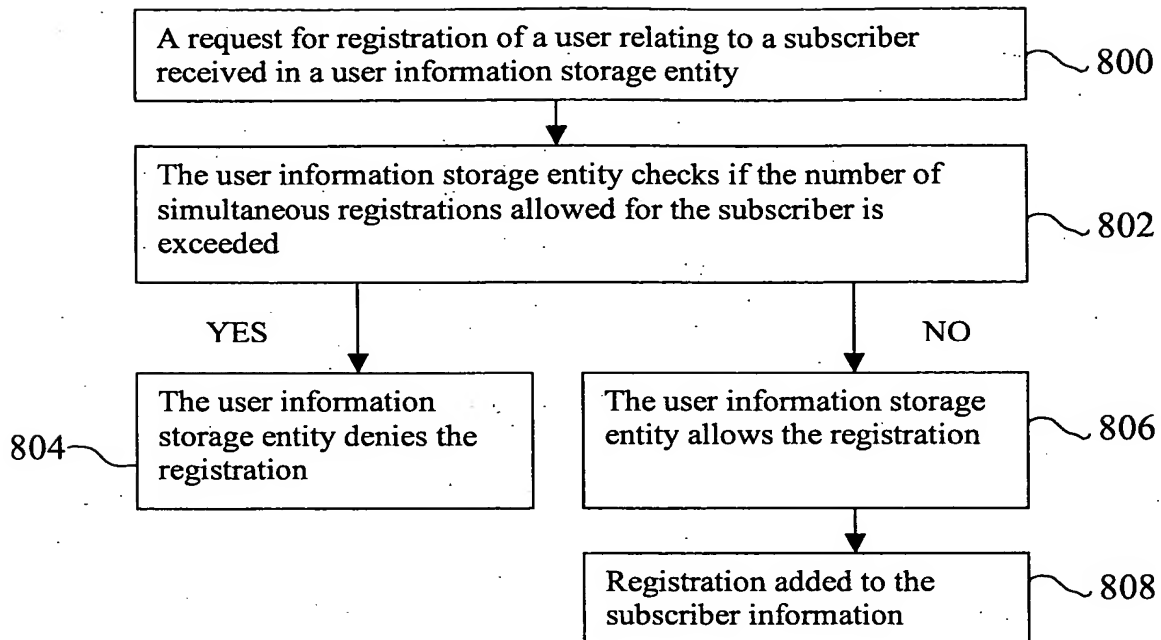 A request for registration of a user relating to a subscriber
received in a user information storage entity
800
The user information storage entity checks if the number of
simultaneous registrations allowed for the subscriber is
exceeded
802
YES
NO
The user information
storage entity denies the
registration
804
The user information storage
entity allows the registration
806
Registration added to the
subscriber information
808